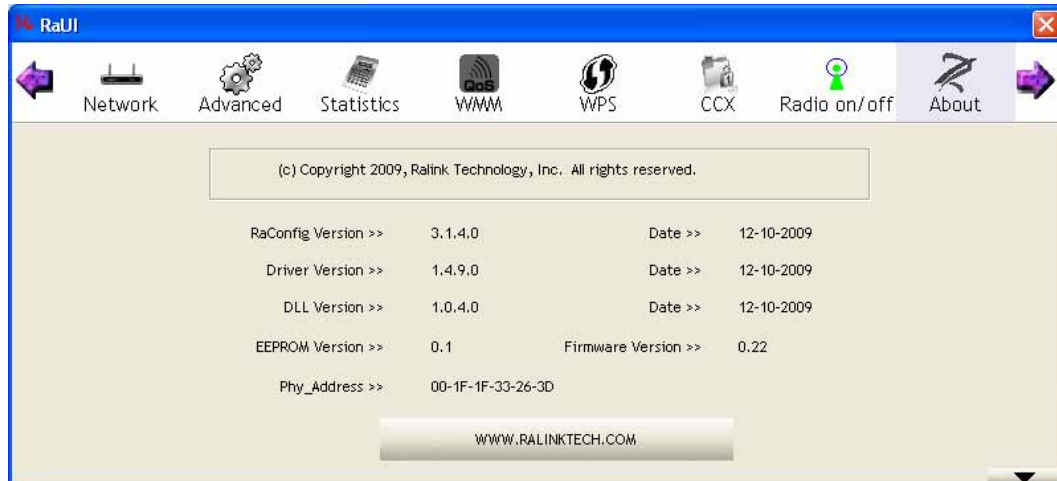 RaUI
Network Advanced Statistics QoS WMM WPS CCX Radio on/off About
(c) Copyright 2009, Ralink Technology, Inc. All rights reserved.
RaConfig Version >> 3.1.4.0 Date >> 12-10-2009
Driver Version >> 1.4.9.0 Date >> 12-10-2009
DLL Version >> 1.0.4.0 Date >> 12-10-2009
EEPROM Version >> 0.1 Firmware Version >> 0.22
Phy_Address >> 00-1F-1F-33-26-3D
WWW.RALINKTECH.COM